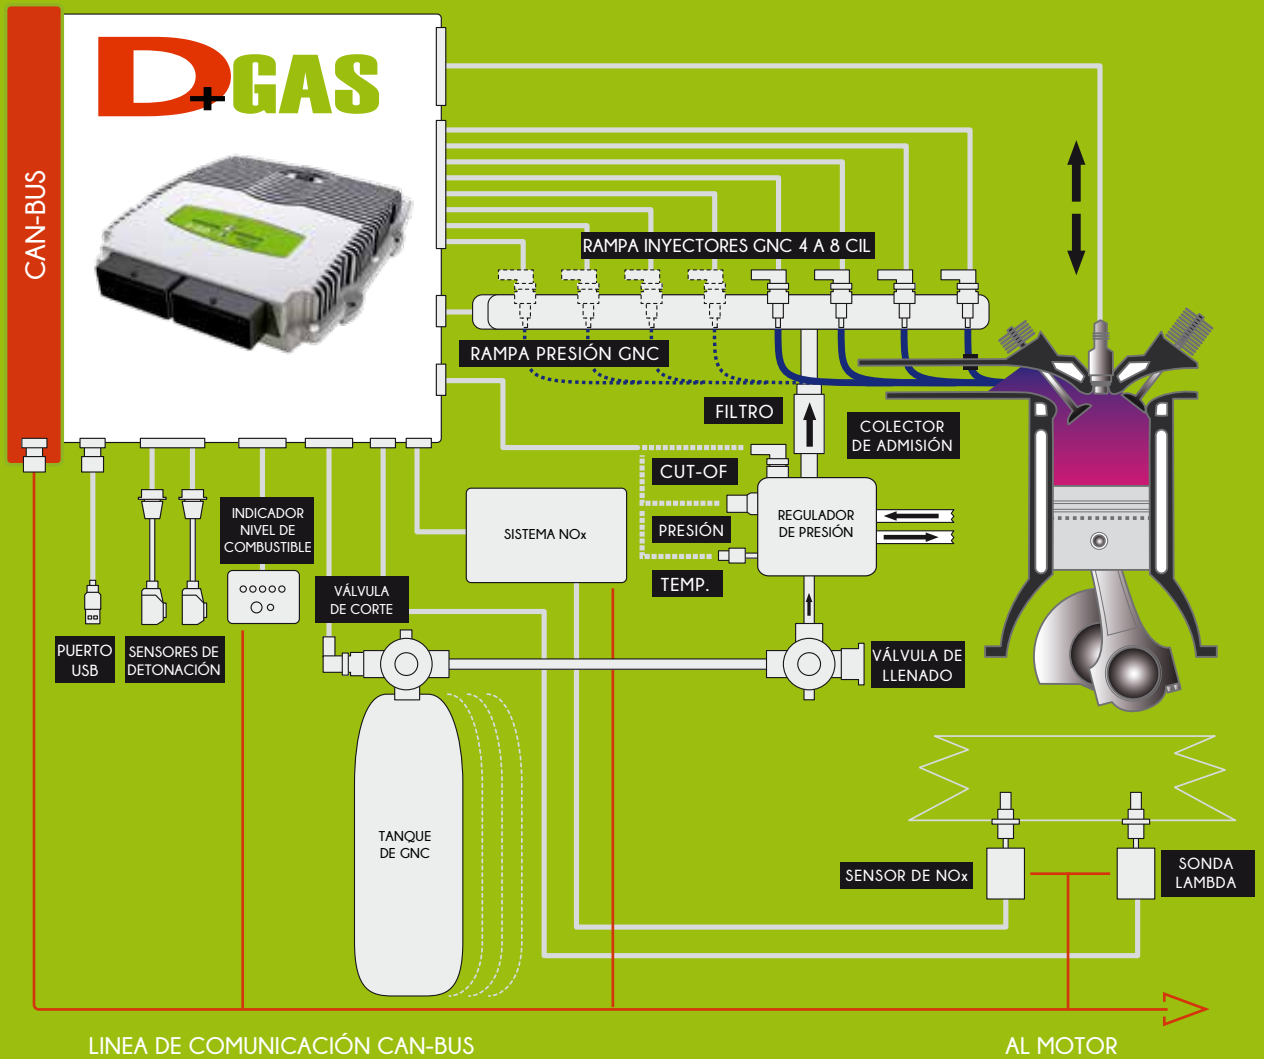 D+GAS
CAN-BUS
RAMPA INYECTORES GNC 4 A 8 CIL
RAMPA PRESIÓN GNC
FILTRO
COLECTOR
DE ADMISIÓN
CUT-OF
PRESIÓN
TEMP.
REGULADOR
DE PRESIÓN
SISTEMA NOx
INDICADOR
NIVEL DE
COMBUSTIBLE
VÁLVULA
DE CORTE
PUERTO
USB
SENSORES DE
DETONACIÓN
VÁLVULA DE
LLENADO
TANQUE
DE GNC
SENSOR DE NOx
SONDA
LAMBDA
LINEA DE COMUNICACIÓN CAN-BUS
AL MOTOR